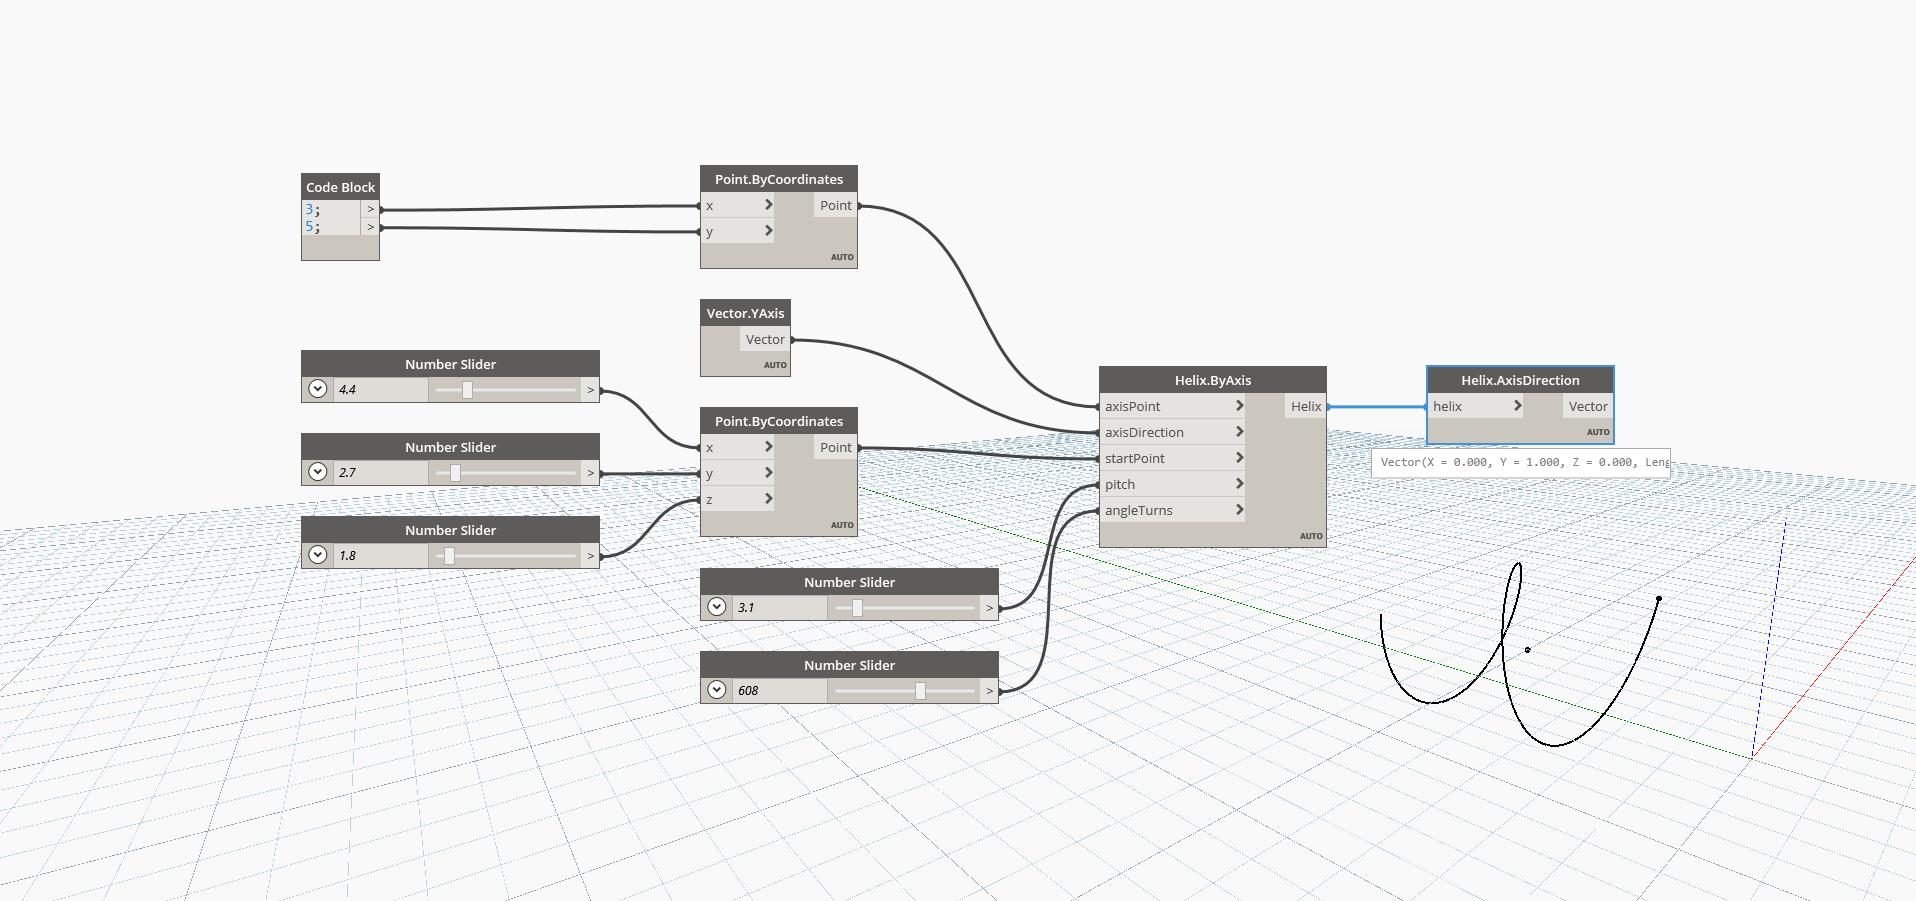 Code Block
3; >
5; >
Point.ByCoordinates
x Point
y
AUTO
Vector.YAxis
Vector
AUTO
Number Slider
4.4 >
Number Slider
2.7 >
Number Slider
1.8 >
Point.ByCoordinates
x Point
y
z
AUTO
Number Slider
3.1 >
Number Slider
608 >
Helix.ByAxis
axisPoint Helix
axisDirection
startPoint
pitch
angleTurns
AUTO
Helix.AxisDirection
helix Vector
AUTO
Vector(X = 0.000, Y = 1.000, Z = 0.000, Leng